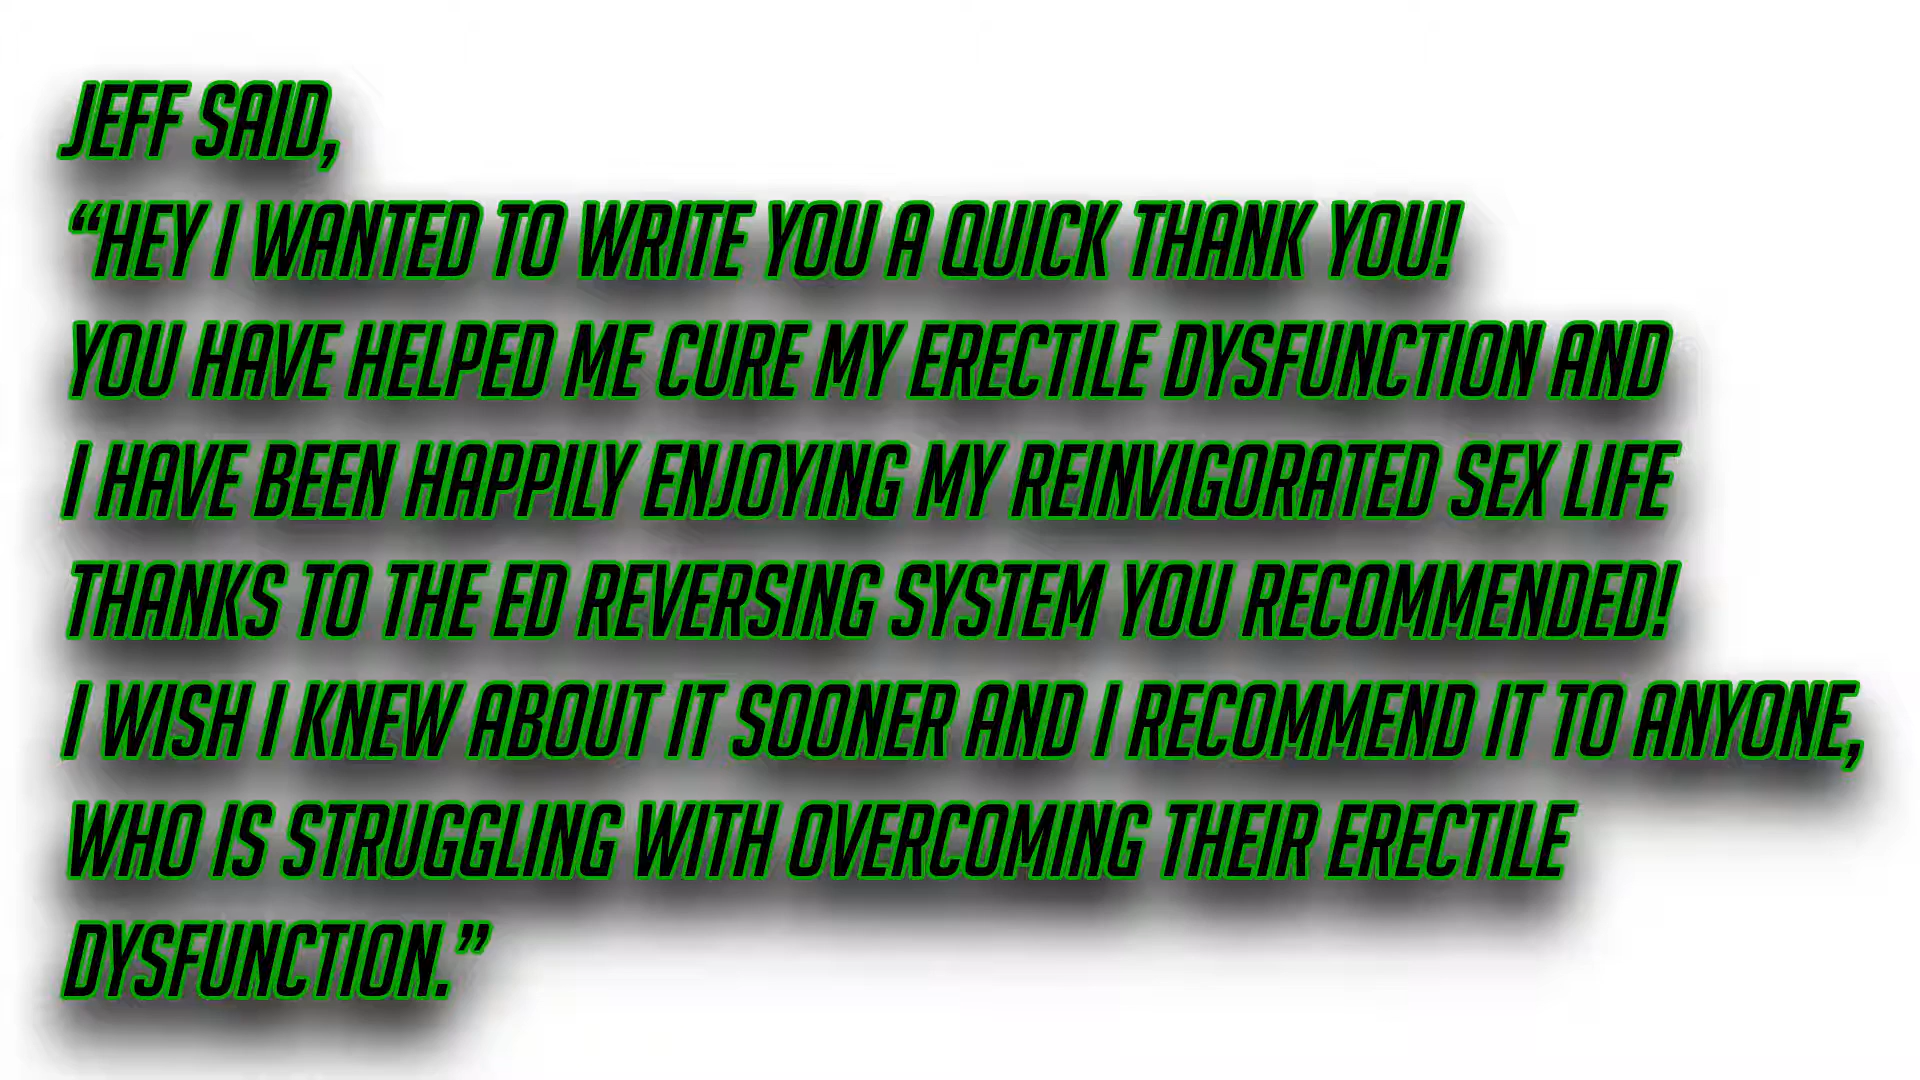 JEFF SAID,
“HEY I WANTED TO WRITE YOU A QUICK THANK YOU!
YOU HAVE HELPED ME CURE MY ERECTILE DYSFUNCTION AND
I HAVE BEEN HAPPILY ENJOYING MY REINVIGORATED SEX LIFE
THANKS TO THE ED REVERSING SYSTEM YOU RECOMMENDED!
I WISH I KNEW ABOUT IT SOONER AND I RECOMMEND IT TO ANYONE,
WHO IS STRUGGLING WITH OVERCOMING THEIR ERECTILE
DYSFUNCTION.”